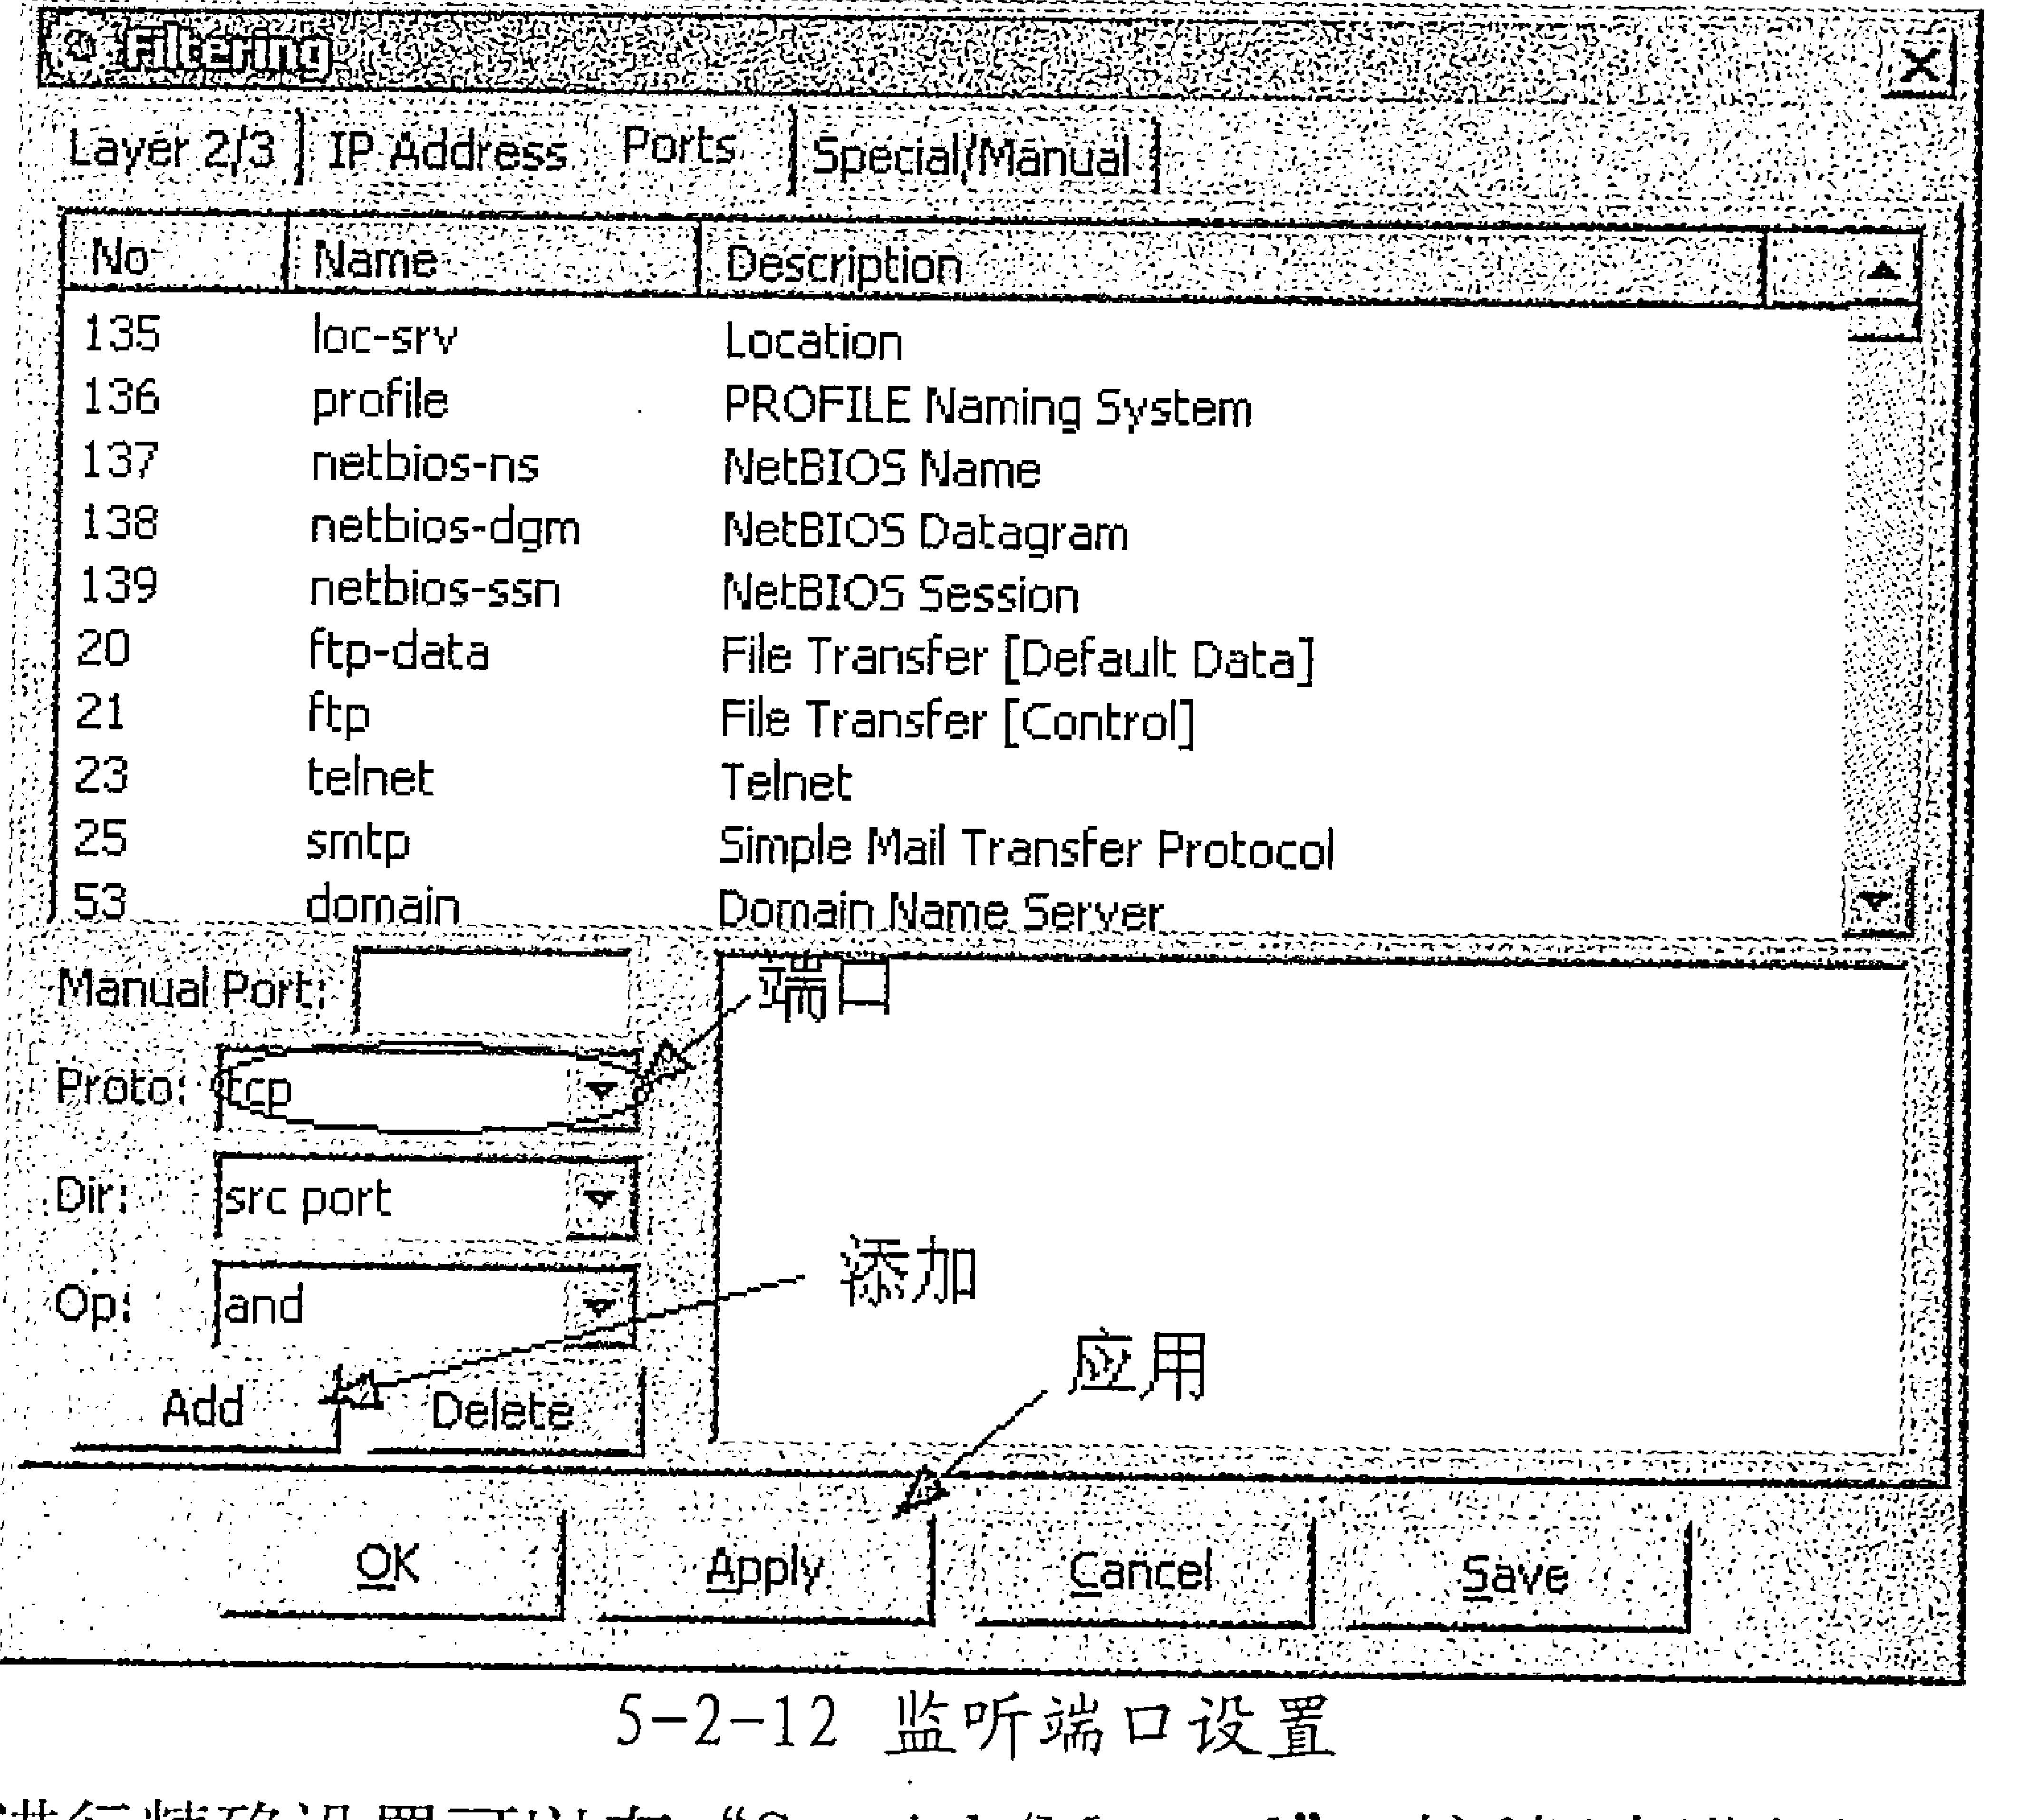 Filtering
Layer 2/3 IP Address Ports Special/Manual
No Name Description
135 loc-srv Location
136 profile PROFILE Naming System
137 netbios-ns NetBIOS Name
138 netbios-dgm NetBIOS Datagram
139 netbios-ssn NetBIOS Session
20 ftp-data File Transfer [Default Data]
21 ftp File Transfer [Control]
23 telnet Telnet
25 smtp Simple Mail Transfer Protocol
53 domain Domain Name Server
Manual Port: 端口
Proto: tcp
Dir: src port
添加
Op: and
应用
Add Delete
OK Apply Cancel Save
5-2-12 监听端口设置